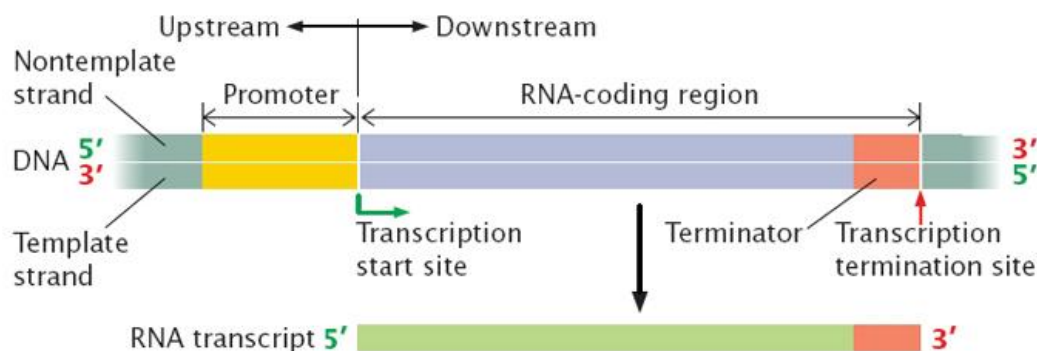 Upstream Downstream
Nontemplate
strand
Promoter
RNA-coding region
DNA 5′ 3′
3′ 5′
Template
strand
Transcription
start site
Terminator
Transcription
termination site
RNA transcript 5′ 3′